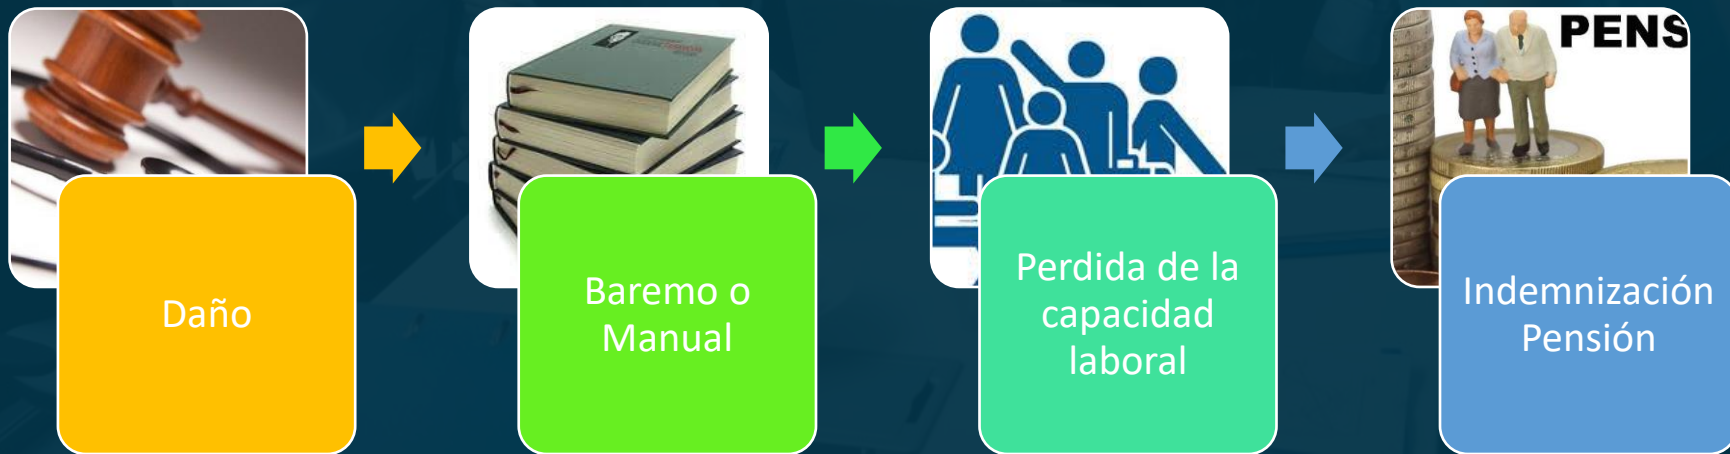 PENS
Daño
Baremo o
Manual
Perdida de la
capacidad
laboral
Indemnización
Pensión